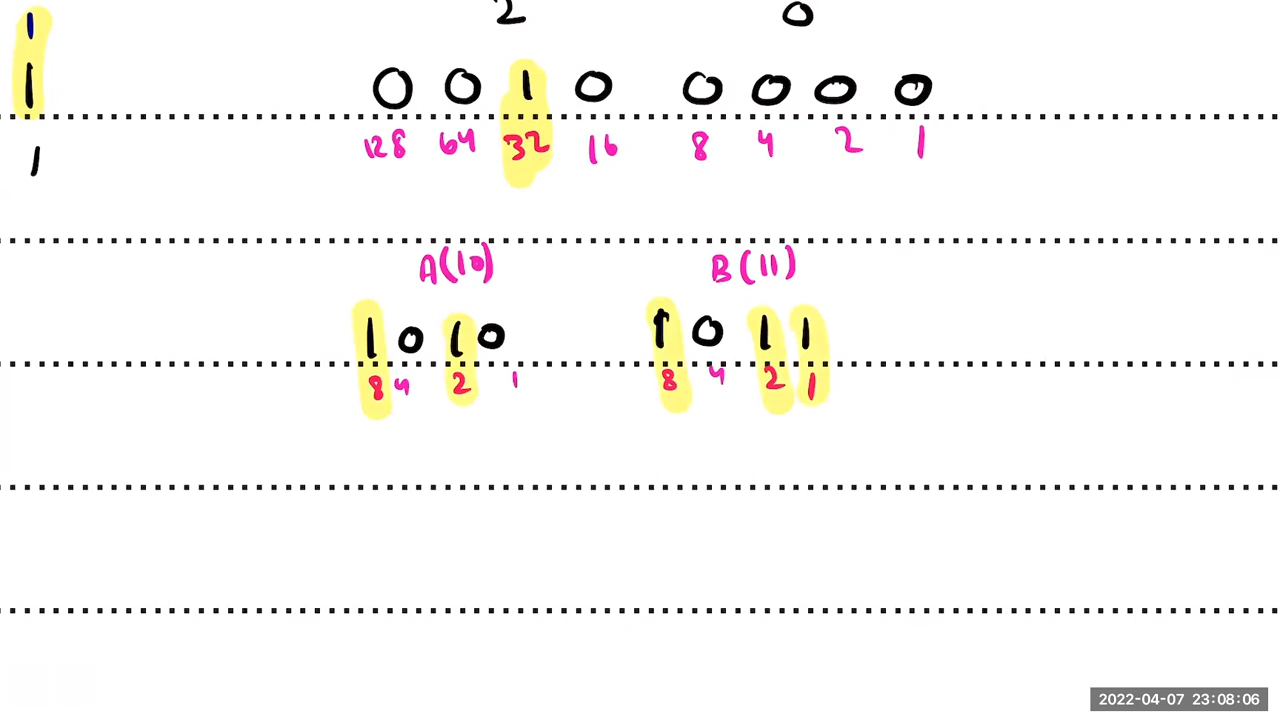 1
2 0
1 0 0 1 0 0 0 0 0
128 64 32 16 8 4 2 1
1
A(10) B(11)
1 0 1 0 1 0 1 1
8 4 2 1 8 4 2 1
2022-04-07 23:08:06